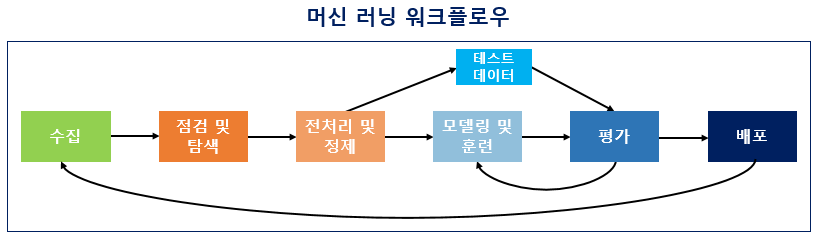 머신 러닝 워크플로우
테스트
데이터
수집
점검 및
탐색
전처리 및
정제
모델링 및
훈련
평가
배포